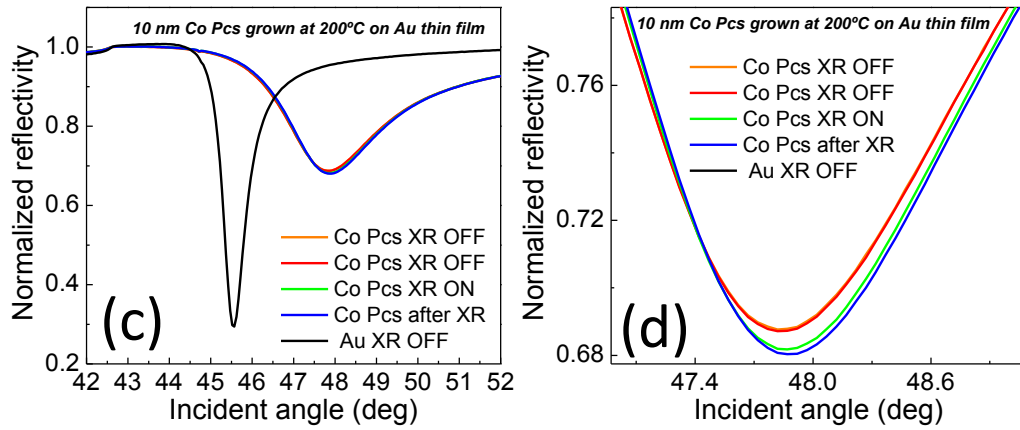 10 nm Co Pcs grown at 200ºC on Au thin film
Normalized reflectivity
1.0
0.8
0.6
0.4
0.2
Co Pcs XR OFF
Co Pcs XR OFF
Co Pcs XR ON
Co Pcs after XR
Au XR OFF
(c)
42 43 44 45 46 47 48 49 50 51 52
Incident angle (deg)
10 nm Co Pcs grown at 200ºC on Au thin film
Normalized reflectivity
0.76
0.72
0.68
Co Pcs XR OFF
Co Pcs XR OFF
Co Pcs XR ON
Co Pcs after XR
Au XR OFF
(d)
47.4 48.0 48.6
Incident angle (deg)